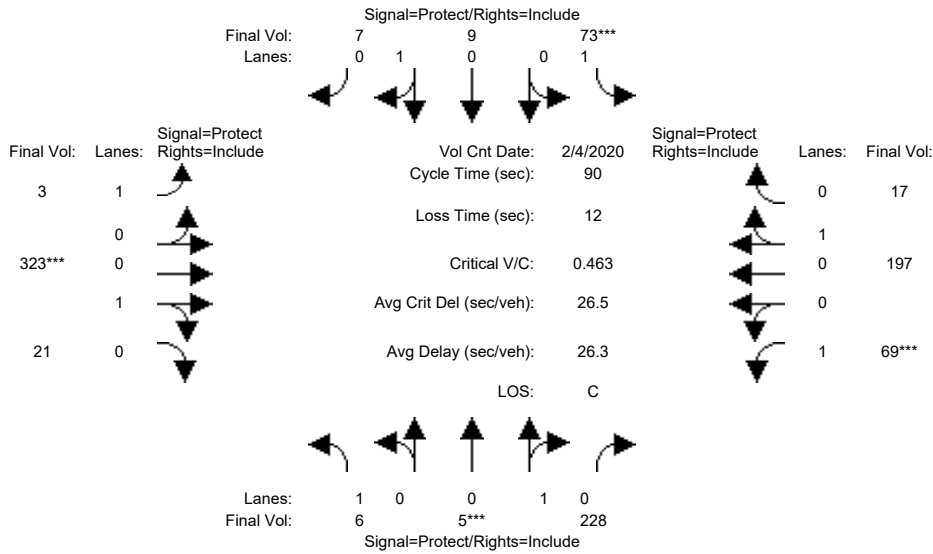 Signal=Protect/Rights=Include
Final Vol: 7 9 73***
Lanes: 0 1 0 0 1
Signal=Protect
Final Vol: Lanes: Rights=Include
Vol Cnt Date: 2/4/2020
Signal=Protect
Rights=Include Lanes: Final Vol:
Cycle Time (sec): 90
3 1
0 17
Loss Time (sec): 12
0
1
323*** 0
Critical V/C: 0.463
0 197
1
Avg Crit Del (sec/veh): 26.5
0
21 0
Avg Delay (sec/veh): 26.3
1 69***
LOS: C
Lanes: 1 0 0 1 0
Final Vol: 6 5*** 228
Signal=Protect/Rights=Include